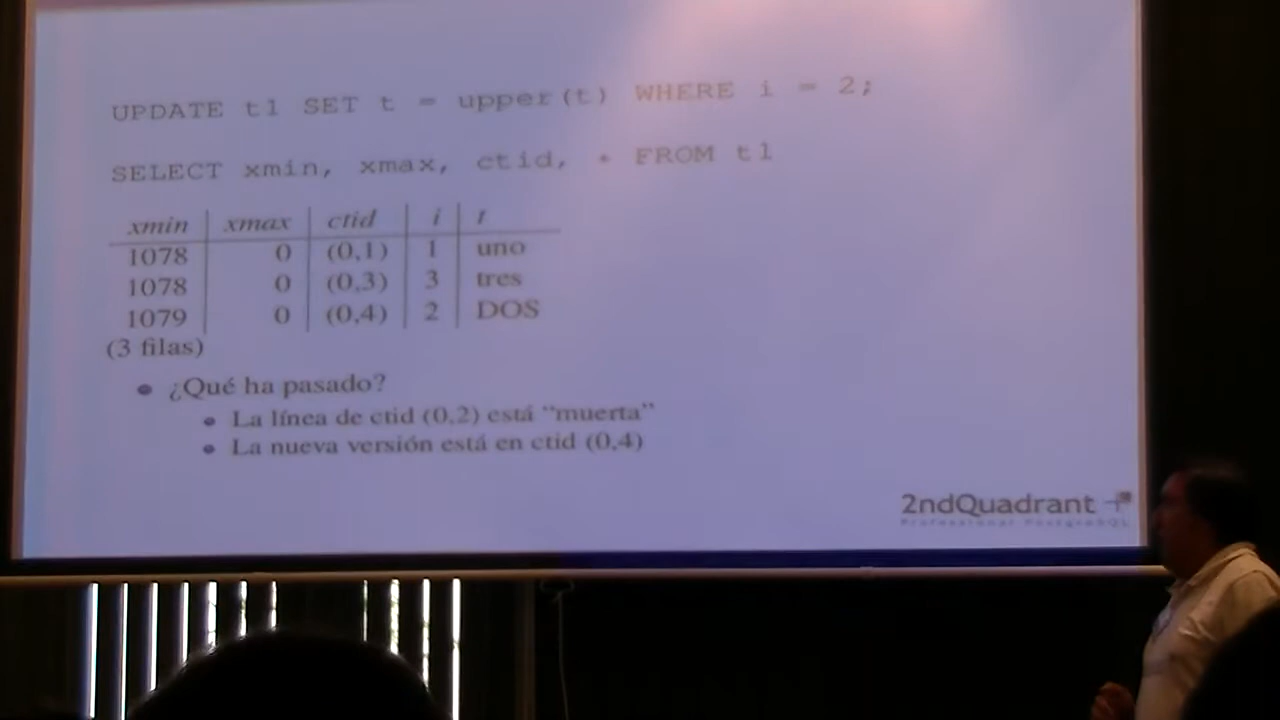 UPDATE t1 SET t = upper(t) WHERE i = 2;
SELECT xmin, xmax, ctid, * FROM t1
xmin xmax ctid i t
1078 0 (0,1) 1 uno
1078 0 (0,3) 3 tres
1079 0 (0,4) 2 DOS
(3 filas)
¿Qué ha pasado?
La línea de ctid (0,2) está “muerta”
La nueva versión está en ctid (0,4)
2ndQuadrant
Professional PostgreSQL